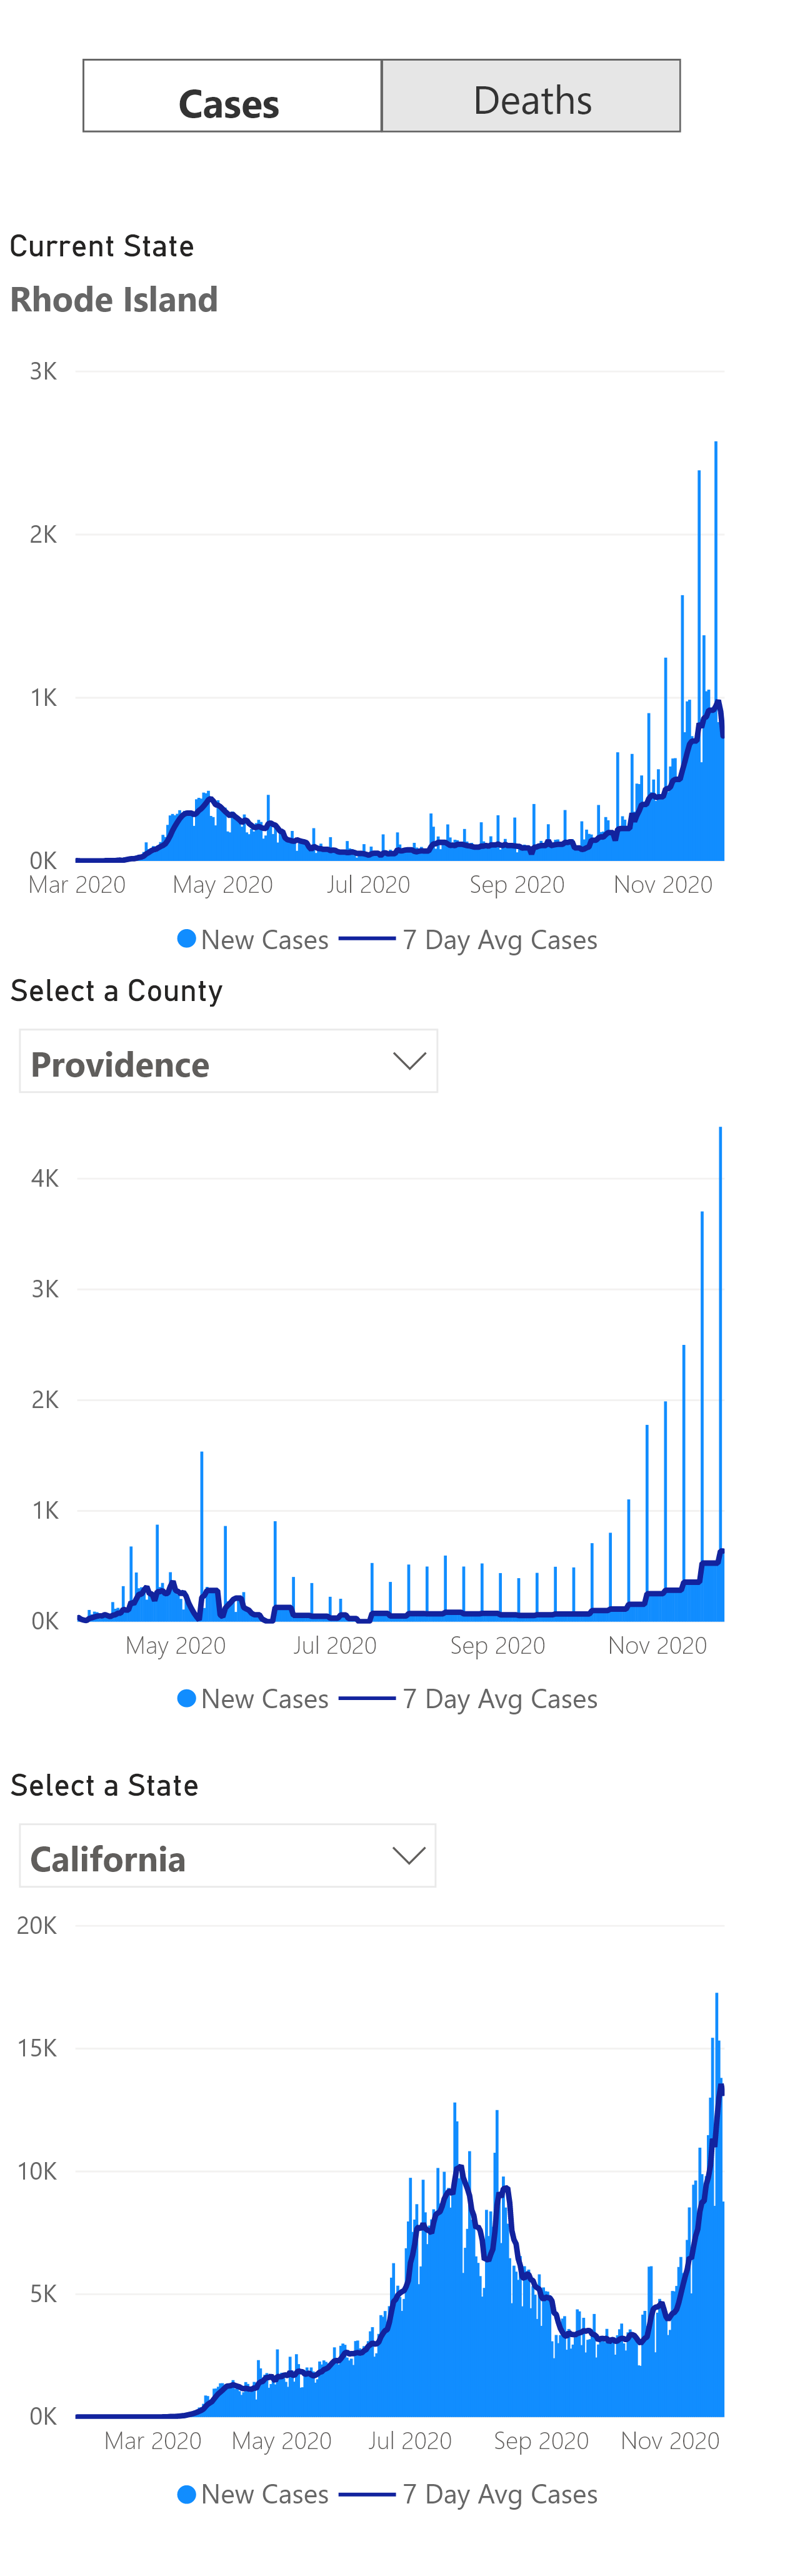 Cases Deaths
Current State
Rhode Island
3K
2K
1K
0K
Mar 2020 May 2020 Jul 2020 Sep 2020 Nov 2020
New Cases 7 Day Avg Cases
Select a County
Providence
4K
3K
2K
1K
0K
May 2020 Jul 2020 Sep 2020 Nov 2020
New Cases 7 Day Avg Cases
Select a State
California
20K
15K
10K
5K
0K
Mar 2020 May 2020 Jul 2020 Sep 2020 Nov 2020
New Cases 7 Day Avg Cases